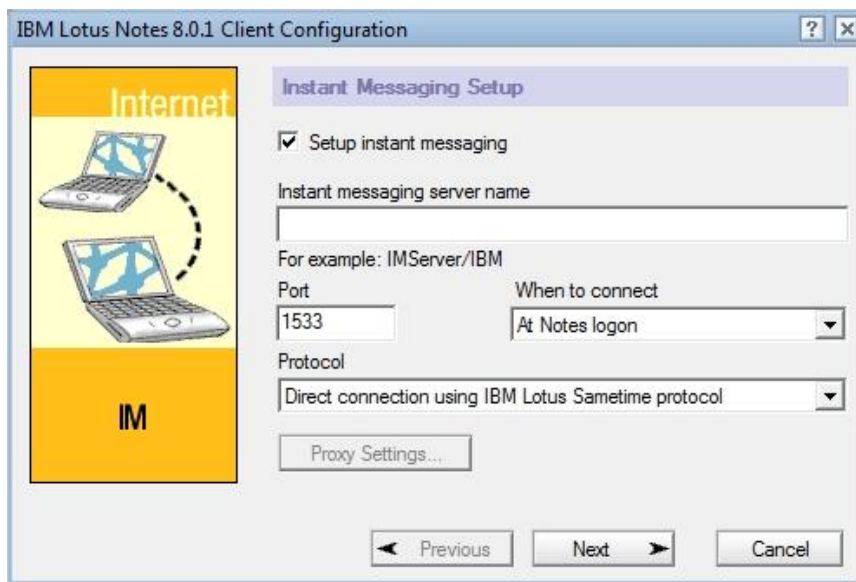 IBM Lotus Notes 8.0.1 Client Configuration
Internet
IM
Instant Messaging Setup
Setup instant messaging
Instant messaging server name
For example: IMServer/IBM
Port
When to connect
1533
At Notes logon
Protocol
Direct connection using IBM Lotus Sametime protocol
Proxy Settings...
Previous
Next
Cancel